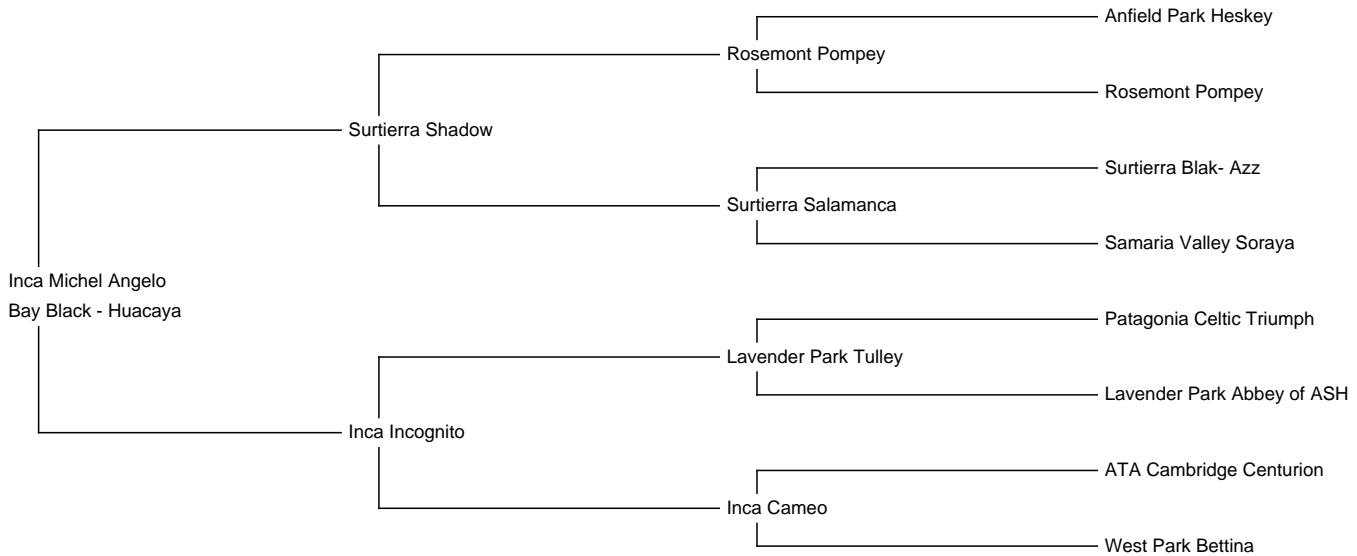 Anfield Park Heskey
Rosemont Pompey
Rosemont Pompey
Surtierra Shadow
Surtierra Blak- Azz
Surtierra Salamanca
Samaria Valley Soraya
Inca Michel Angelo
Bay Black - Huacaya
Patagonia Celtic Triumph
Lavender Park Tulley
Lavender Park Abbey of ASH
Inca Incognito
ATA Cambridge Centurion
Inca Cameo
West Park Bettina